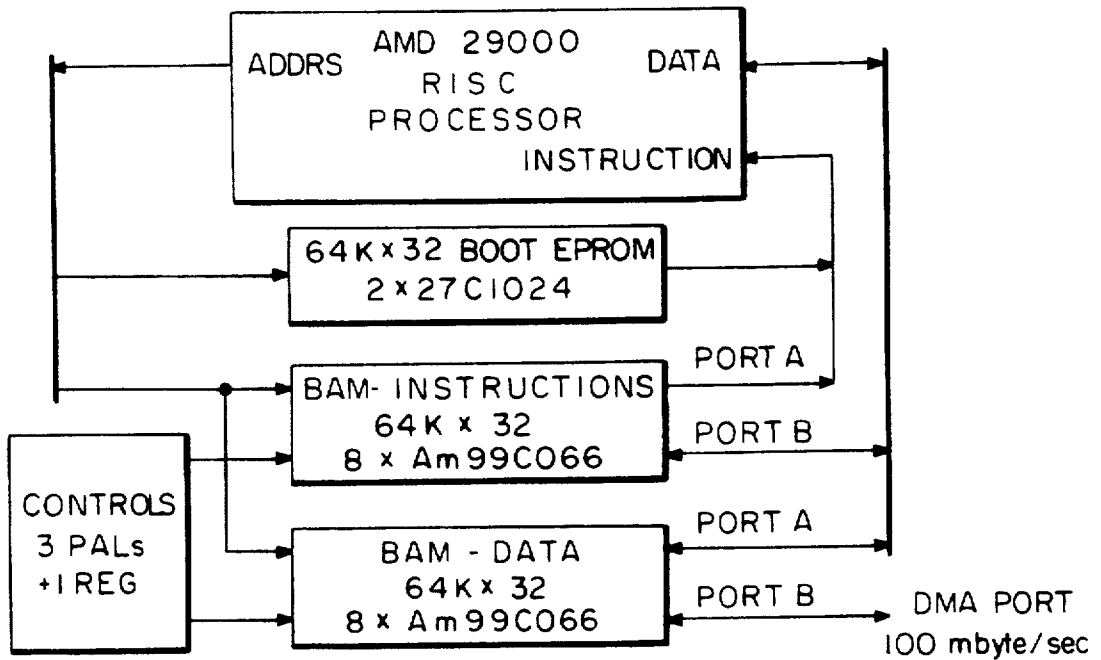 AMD 29000
ADDRS
RISC
DATA
PROCESSOR
INSTRUCTION
64K × 32 BOOT EPROM
2 × 27C1024
PORT A
BAM- INSTRUCTIONS
64K × 32
PORT B
8 × Am99C066
CONTROLS
3 PALs
+1 REG
PORT A
BAM - DATA
64K × 32
PORT B
8 × Am99C066
DMA PORT
100 mbyte/sec